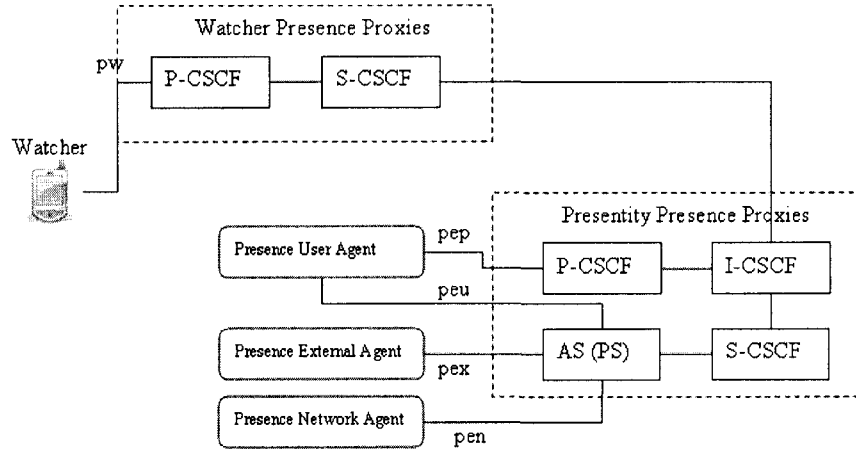 Watcher Presence Proxies
pw
P-CSCF
S-CSCF
Watcher
Presentity Presence Proxies
Presence User Agent
pep
P-CSCF
I-CSCF
peu
Presence External Agent
pex
AS (PS)
S-CSCF
Presence Network Agent
pen